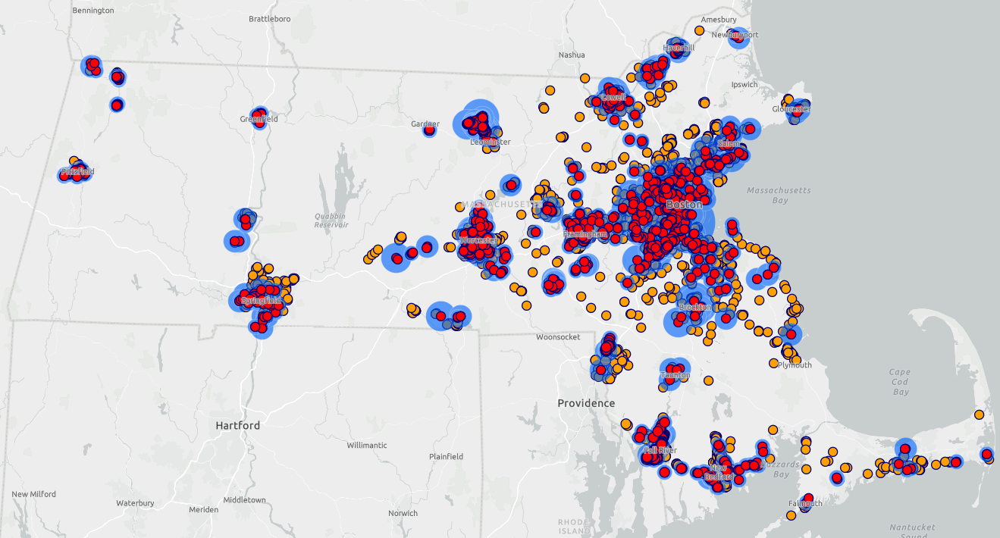 Bennington
Brattleboro
Amesbury
Newburyport
Haverhill
Nashua
Ipswich
Lowell
Gloucester
Greenfield
Gardner
Leominster
Salem
Pittsfield
Massachusetts
Bay
MASSACHUSETTS
Boston
Quabbin
Reservoir
Framingham
Worcester
Springfield
Brockton
Woonsocket
Plymouth
Taunton
Cape
Cod
Bay
Providence
Hartford
Willimantic
Fall River
Plainfield
New
Bedford
Buzzards
Bay
New Milford
Waterbury
Middletown
Meriden
Norwich
Falmouth
RHODE
ISLAND
Nantucket
Sound